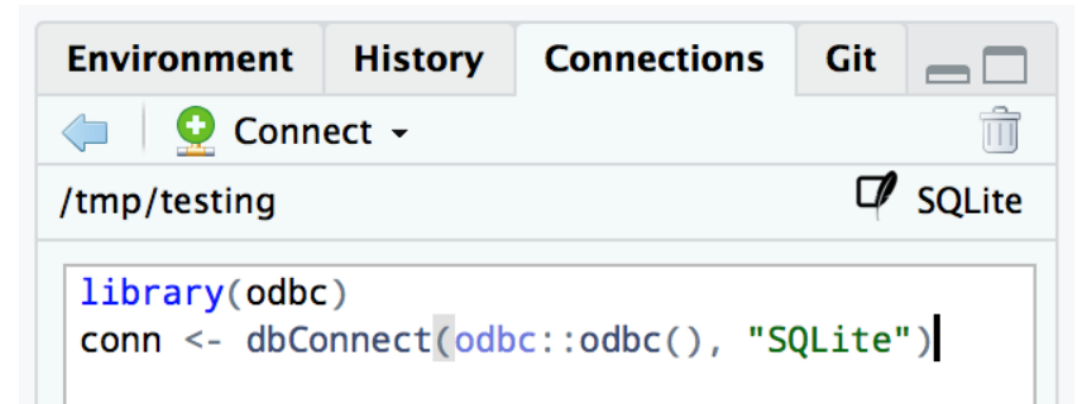 Environment History Connections Git
Connect
/tmp/testing SQLite
library(odbc)
conn <- dbConnect(odbc::odbc(), "SQLite")